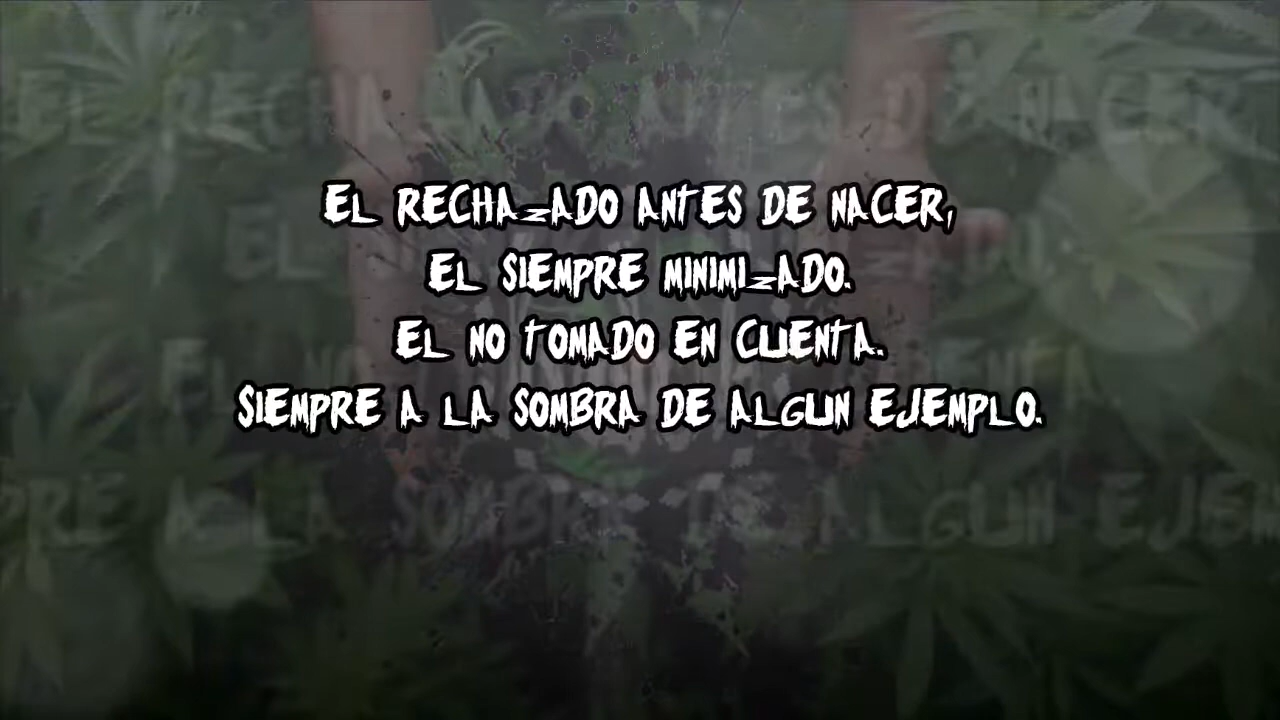 EL RECHAZADO ANTES DE NACER,
EL SIEMPRE MINIMIZADO.
EL NO TOMADO EN CUENTA.
SIEMPRE A LA SOMBRA DE ALGUN EJEMPLO.